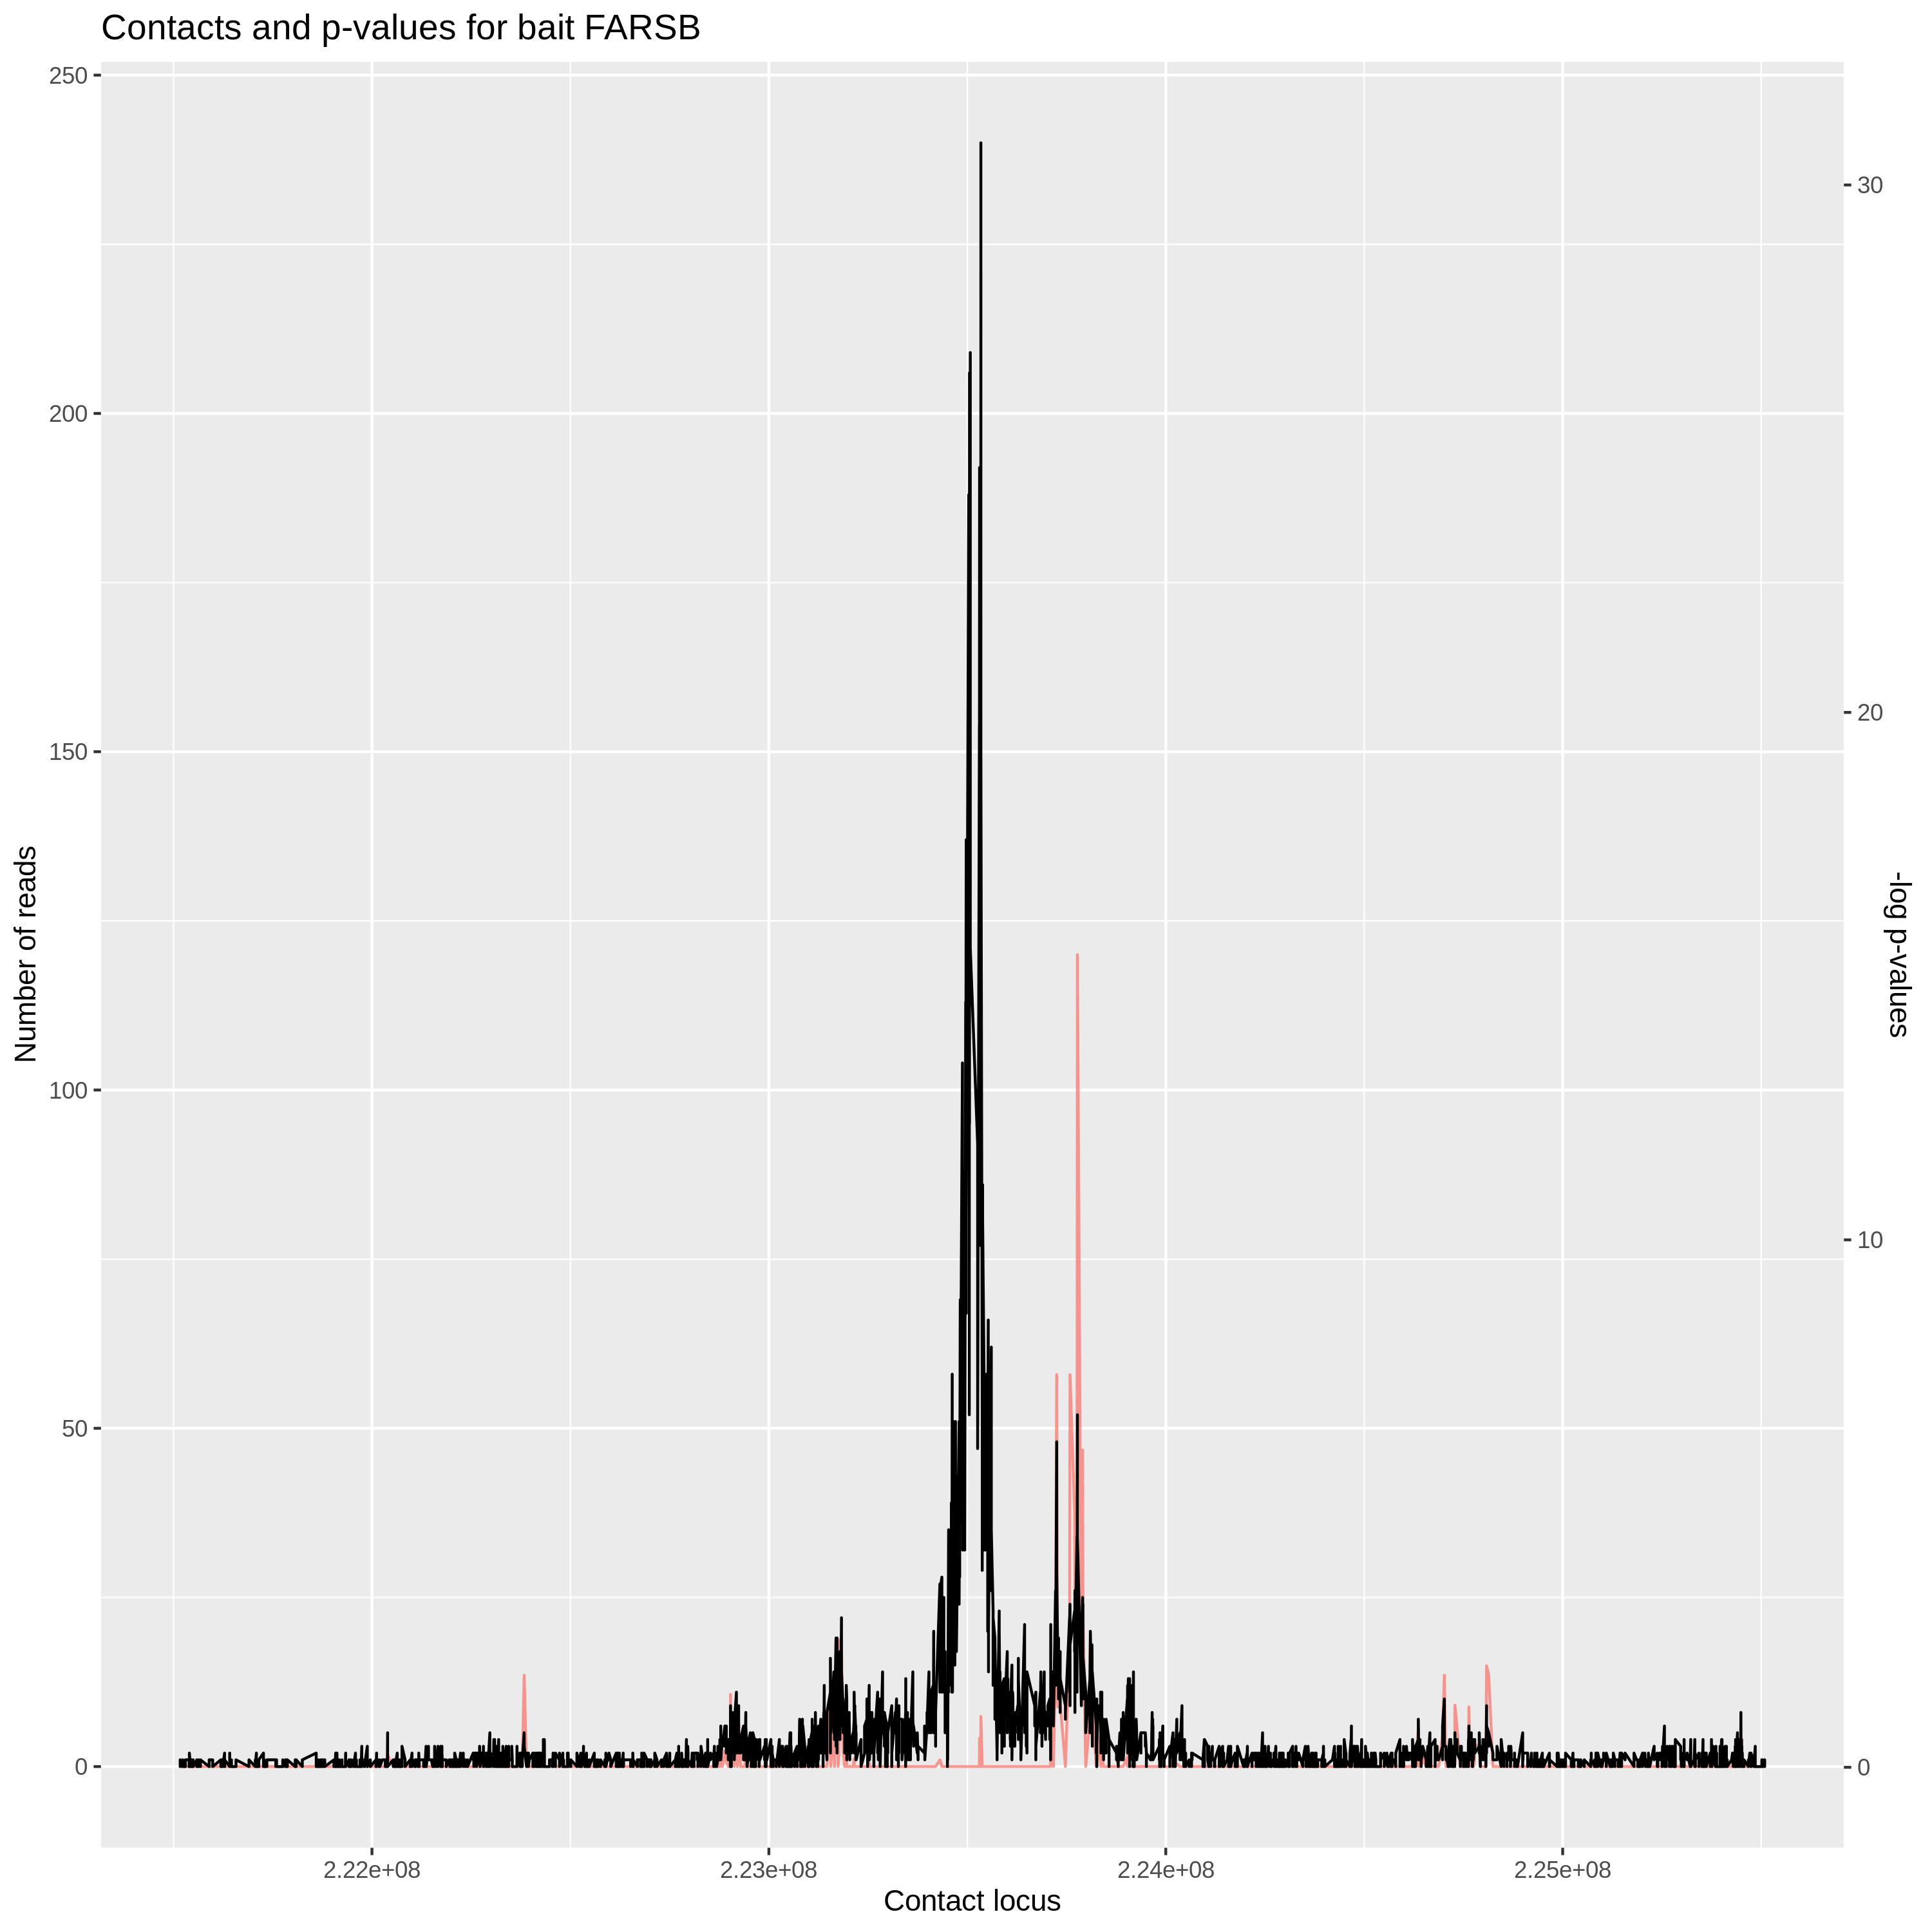 Contacts and p-values for bait FARSB
250
200
150
100
50
0
Number of reads
30
20
10
0
-log p-values
2.22e+08
2.23e+08
2.24e+08
2.25e+08
Contact locus